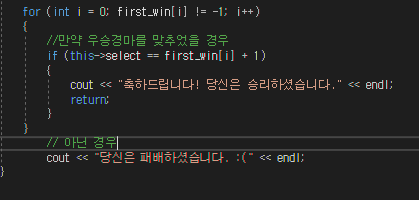 for (int i = 0; first_win[i] != -1; i++)
{
//만약 우승경마를 맞추었을 경우
if (this->select == first_win[i] + 1)
{
cout << "축하드립니다! 당신은 승리하셨습니다." << endl;
return;
}
}
// 아닌 경우
cout << "당신은 패배하셨습니다. :(" << endl;
}